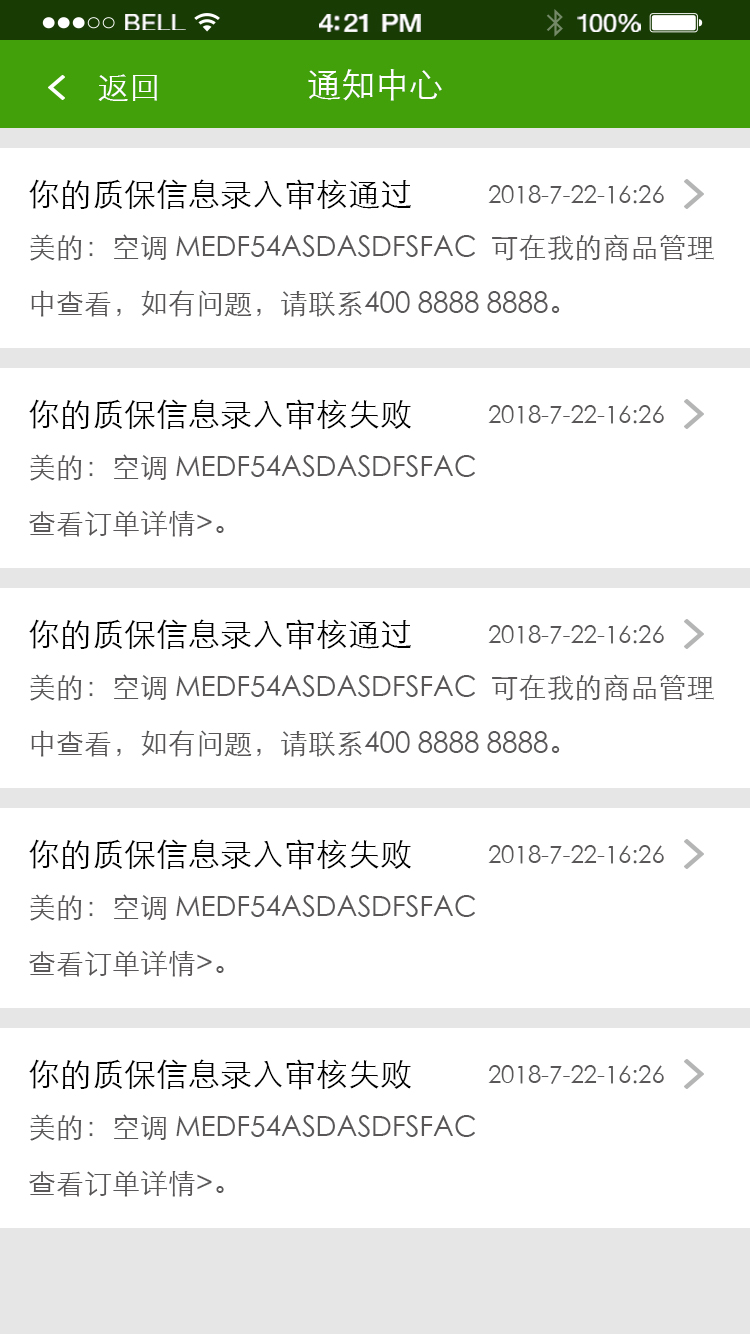 BELL 4:21 PM 100%
返回 通知中心
你的质保信息录入审核通过 2018-7-22-16:26
美的：空调 MEDF54ASDASDFSFAC 可在我的商品管理
中查看，如有问题，请联系400 8888 8888。
你的质保信息录入审核失败 2018-7-22-16:26
美的：空调 MEDF54ASDASDFSFAC
查看订单详情>。
你的质保信息录入审核通过 2018-7-22-16:26
美的：空调 MEDF54ASDASDFSFAC 可在我的商品管理
中查看，如有问题，请联系400 8888 8888。
你的质保信息录入审核失败 2018-7-22-16:26
美的：空调 MEDF54ASDASDFSFAC
查看订单详情>。
你的质保信息录入审核失败 2018-7-22-16:26
美的：空调 MEDF54ASDASDFSFAC
查看订单详情>。